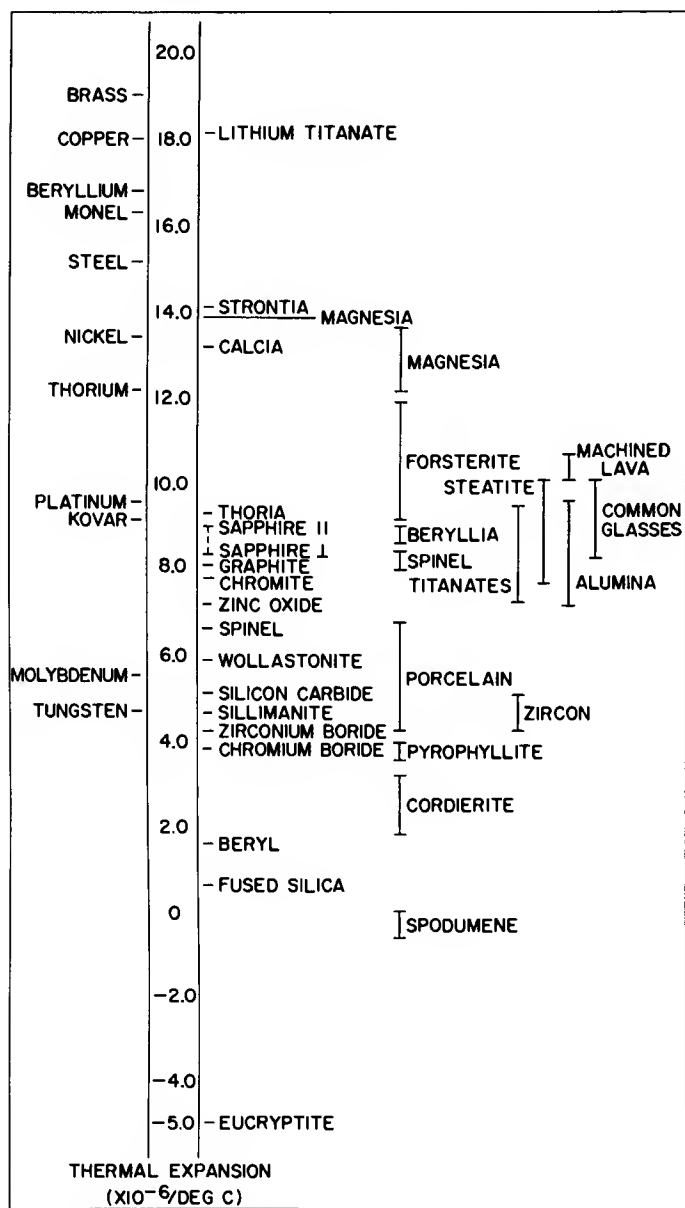 20.0
BRASS
COPPER
18.0
LITHIUM TITANATE
BERYLLIUM
MONEL
16.0
STEEL
14.0
STRONTIA
MAGNESIA
NICKEL
CALCIA
MAGNESIA
THORIUM
12.0
FORSTERITE
MACHINED
LAVA
STEATITE
10.0
PLATINUM
KOVAR
THORIA
SAPPHIRE II
BERYLLIA
COMMON
GLASSES
SAPPHIRE ⊥
GRAPHITE
8.0
SPINEL
CHROMITE
TITANATES
ALUMINA
ZINC OXIDE
SPINEL
6.0
WOLLASTONITE
MOLYBDENUM
PORCELAIN
SILICON CARBIDE
TUNGSTEN
SILLIMANITE
ZIRCON
ZIRCONIUM BORIDE
4.0
CHROMIUM BORIDE
PYROPHYLLITE
CORDIERITE
2.0
BERYL
FUSED SILICA
0
SPODUMENE
-2.0
-4.0
-5.0
EUCRYPTITE
THERMAL EXPANSION
(X10⁻⁶/DEG C)